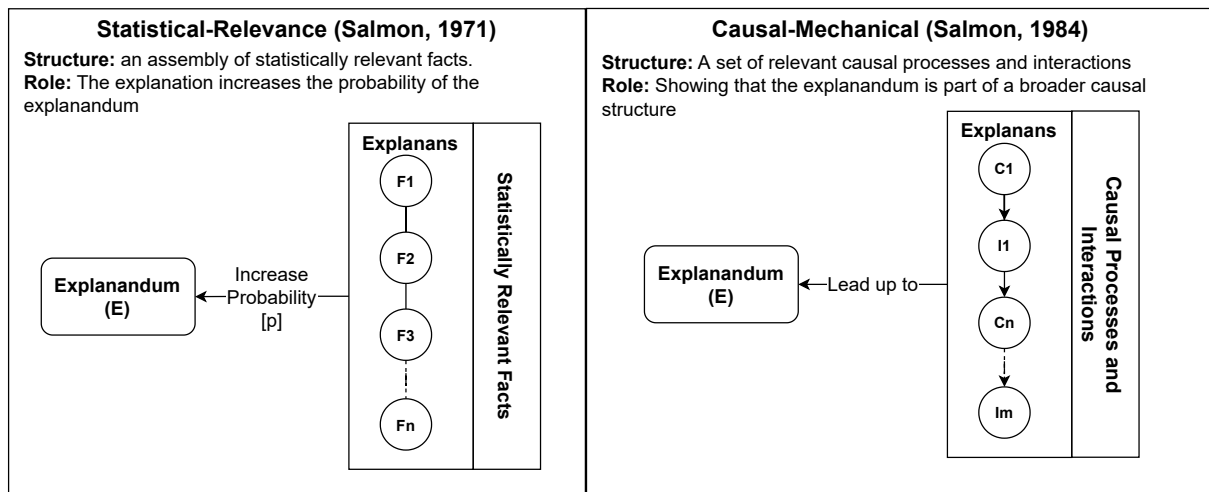 Statistical-Relevance (Salmon, 1971)
Structure: an assembly of statistically relevant facts.
Role: The explanation increases the probability of the
explanandum
Explanans
F1
F2
F3
Fn
Statistically Relevant Facts
Increase
Probability
[p]
Explanandum
(E)
Causal-Mechanical (Salmon, 1984)
Structure: A set of relevant causal processes and interactions
Role: Showing that the explanandum is part of a broader causal
structure
Explanans
C1
I1
Cn
Im
Causal Processes and
Interactions
Lead up to
Explanandum
(E)